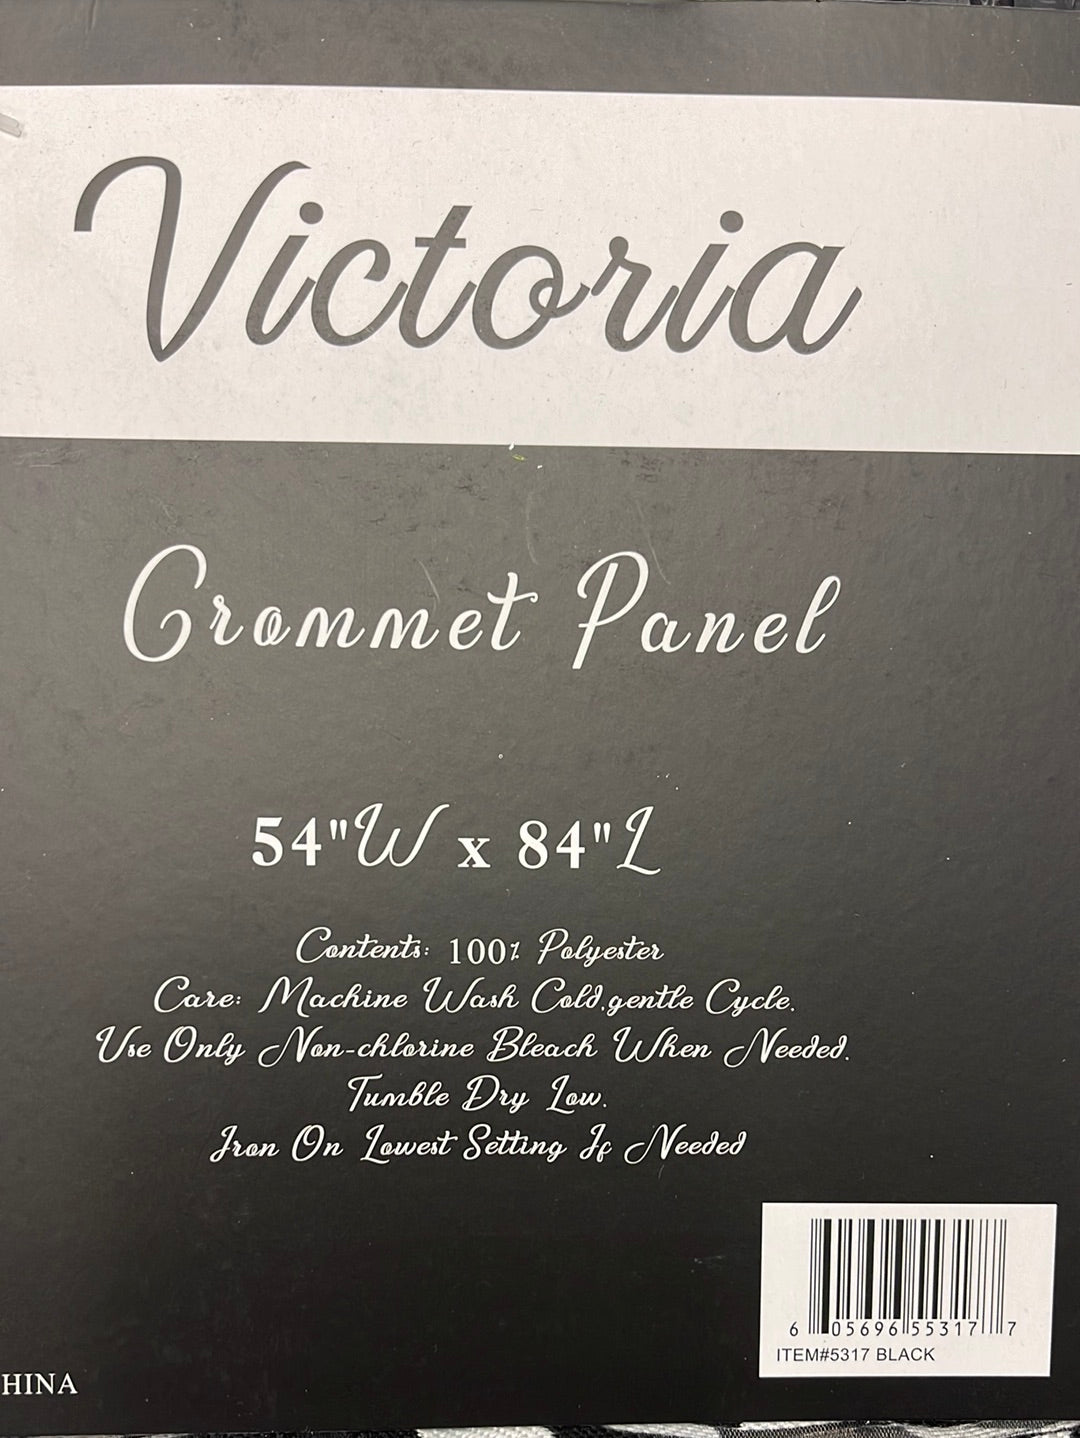 Victoria
Grommet Panel
54"W x 84"L
Contents: 100% Polyester
Care: Machine Wash Cold,gentle Cycle.
Use Only Non-chlorine Bleach When Needed.
Tumble Dry Low.
Iron On Lowest Setting If Needed
6 05696 55317 7
ITEM#5317 BLACK
HINA